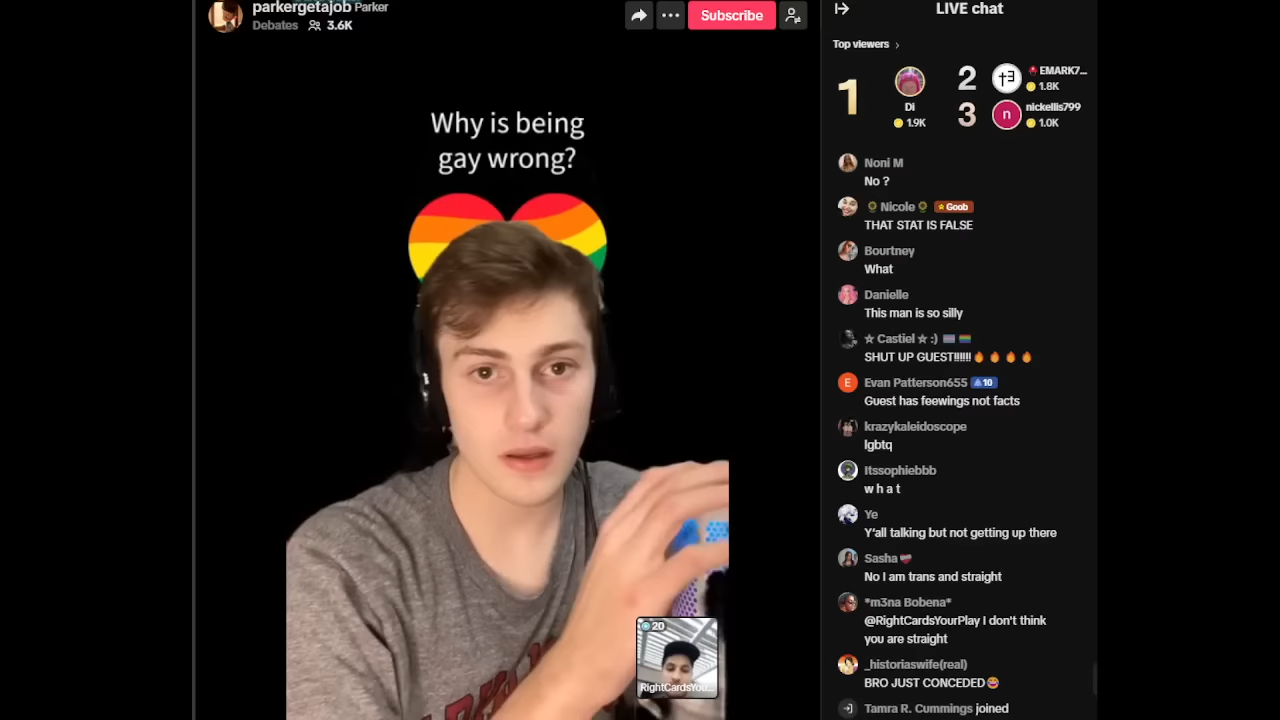 parkergetajob Parker
Debates 3.6K
Subscribe
Why is being
gay wrong?
20
RightCardsYou...
LIVE chat
Top viewers
1
Di
1.9K
2
EMARK7...
1.8K
3
n
nickellis799
1.0K
Noni M
No ?
Nicole Goob
THAT STAT IS FALSE
Bourtney
What
Danielle
This man is so silly
Castiel :)
SHUT UP GUEST!!!!!!
E
Evan Patterson655 10
Guest has feewings not facts
krazykaleidoscope
lgbtq
Itssophiebbb
w h a t
Ye
Y'all talking but not getting up there
Sasha
No I am trans and straight
*m3na Bobena*
@RightCardsYourPlay I don't think
you are straight
_historiaswife(real)
BRO JUST CONCEDED
Tamra R. Cummings joined